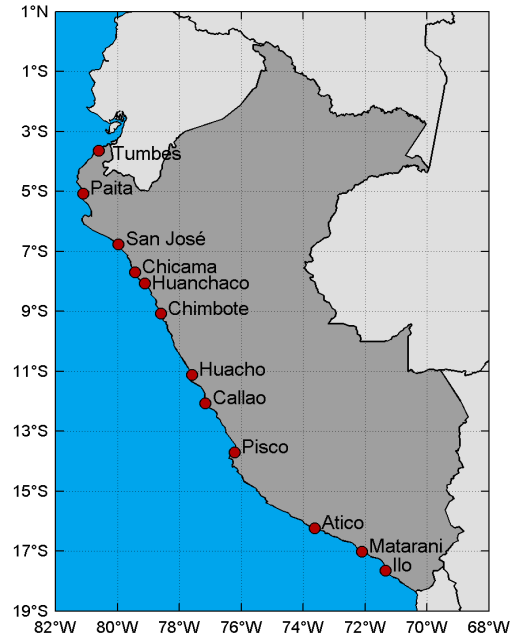 1°N
1°S
3°S
Tumbes
5°S
Paita
San José
7°S
Chicama
Huanchaco
9°S
Chimbote
11°S
Huacho
Callao
13°S
Pisco
15°S
Atico
17°S
Matarani
Ilo
19°S
82°W 80°W 78°W 76°W 74°W 72°W 70°W 68°W